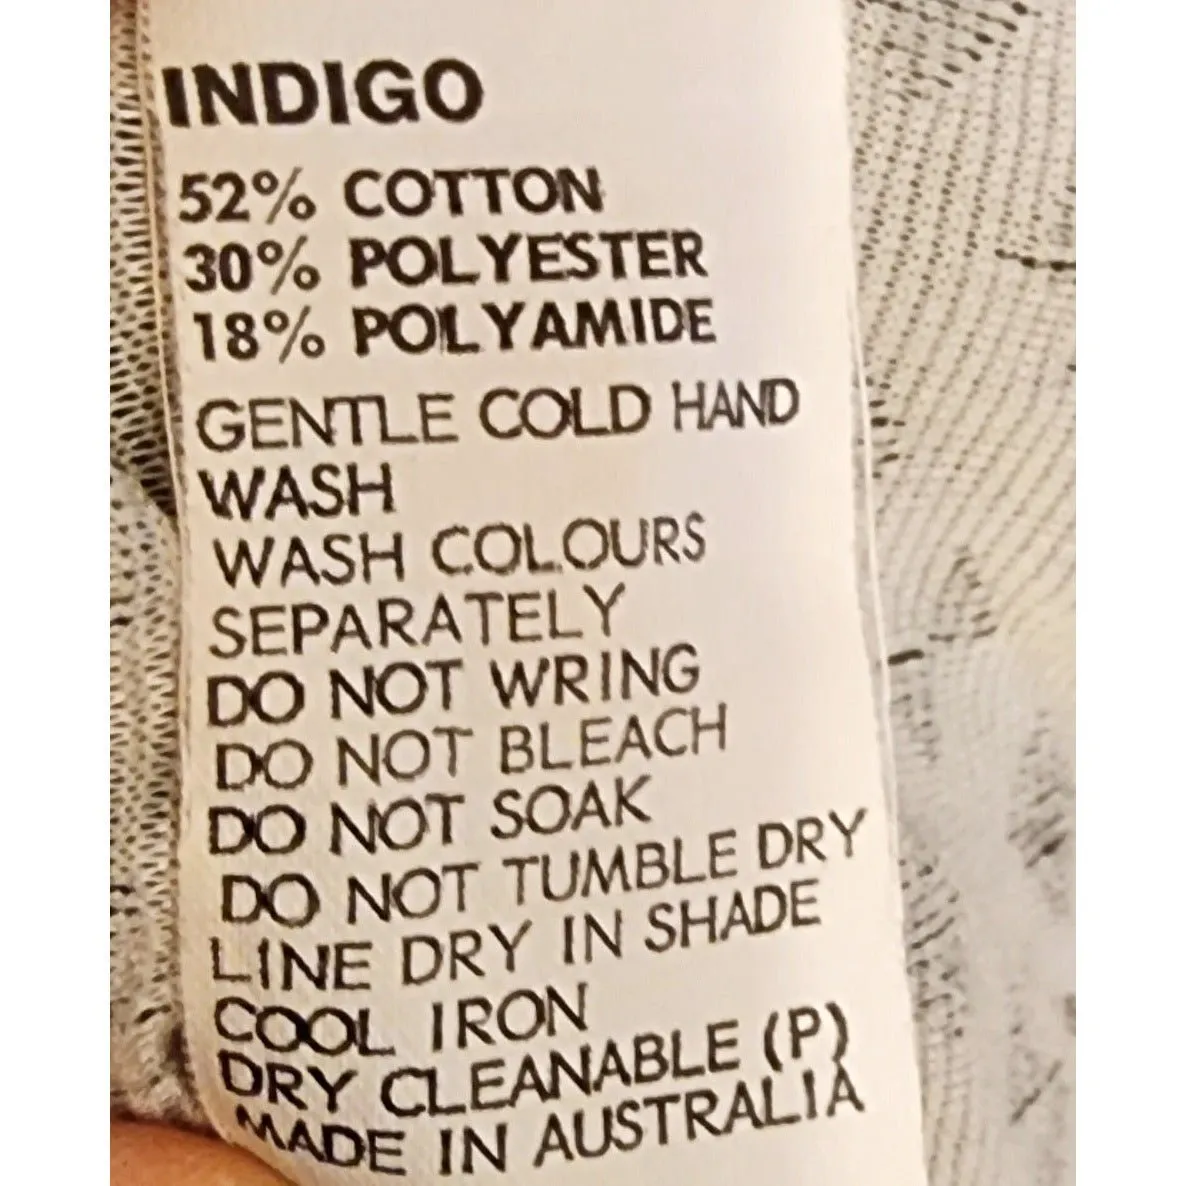 INDIGO
52% COTTON
30% POLYESTER
18% POLYAMIDE
GENTLE COLD HAND
WASH
WASH COLOURS
SEPARATELY
DO NOT WRING
DO NOT BLEACH
DO NOT SOAK
DO NOT TUMBLE DRY
LINE DRY IN SHADE
COOL IRON
DRY CLEANABLE (P)
MADE IN AUSTRALIA